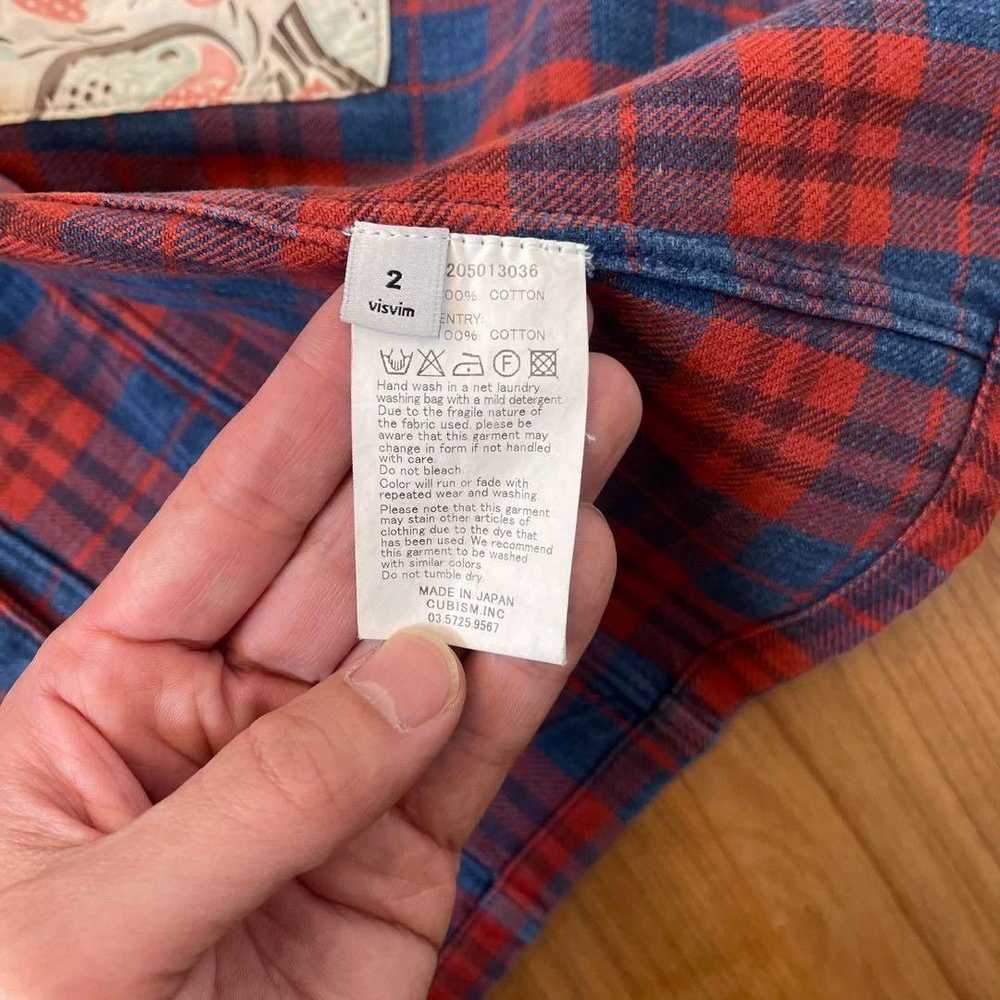 2
visvim
205013036
00% COTTON
ENTRY:
00% COTTON
F
Hand wash in a net laundry
washing bag with a mild detergent.
Due to the fragile nature of
the fabric used, please be
aware that this garment may
change in form if not handled
with care.
Do not bleach.
Color will run or fade with
repeated wear and washing.
Please note that this garment
may stain other articles of
clothing due to the dye that
has been used. We recommend
this garment to be washed
with similar colors.
Do not tumble dry.
MADE IN JAPAN
CUBISM.INC
03.5725.9567